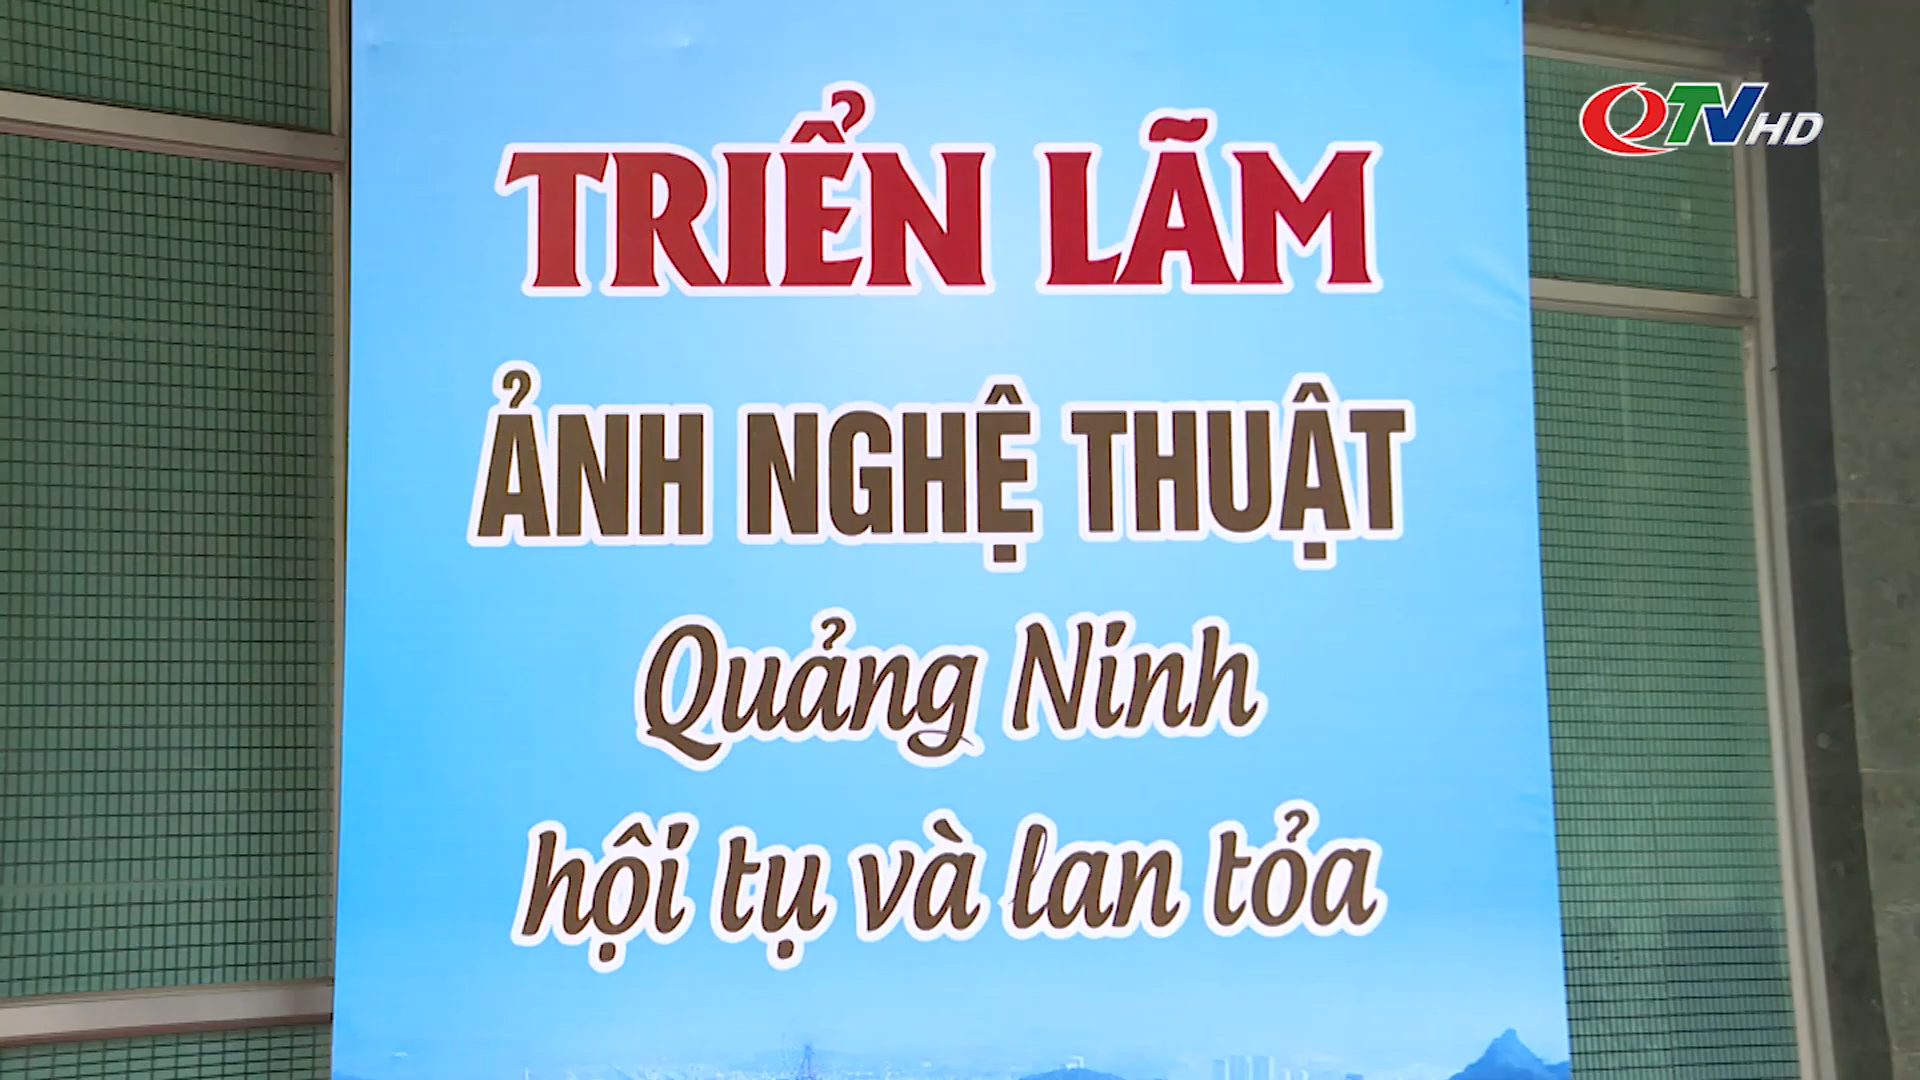 QTV HD
TRIỂN LÃM
ẢNH NGHỆ THUẬT
Quảng Ninh
hội tụ và lan tỏa